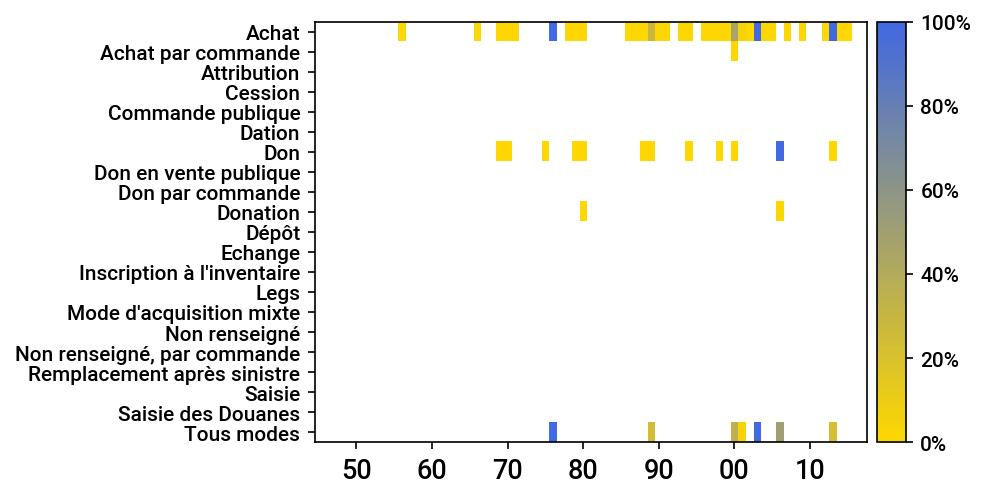 Achat
Achat par commande
Attribution
Cession
Commande publique
Dation
Don
Don en vente publique
Don par commande
Donation
Dépôt
Echange
Inscription à l'inventaire
Legs
Mode d'acquisition mixte
Non renseigné
Non renseigné, par commande
Remplacement après sinistre
Saisie
Saisie des Douanes
Tous modes
50 60 70 80 90 00 10
100%
80%
60%
40%
20%
0%